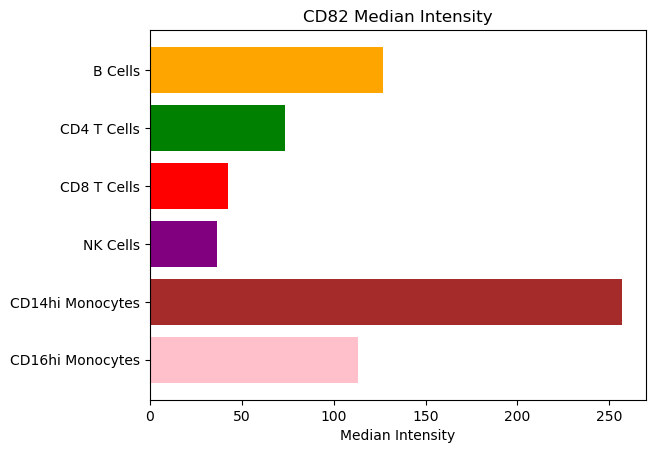 CD82 Median Intensity
B Cells
CD4 T Cells
CD8 T Cells
NK Cells
CD14hi Monocytes
CD16hi Monocytes
0 50 100 150 200 250
Median Intensity